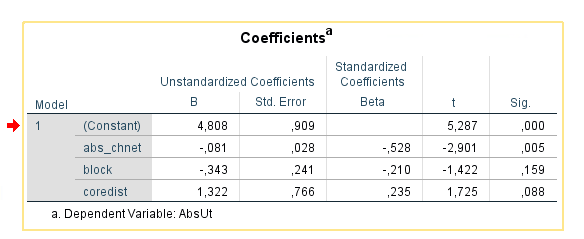 Coefficientsa
Unstandardized Coefficients Standardized Coefficients
Model B Std. Error Beta t Sig.
1 (Constant) 4,808 ,909 5,287 ,000
abs_chnet -,081 ,028 -,528 -2,901 ,005
block -,343 ,241 -,210 -1,422 ,159
coredist 1,322 ,766 ,235 1,725 ,088
a. Dependent Variable: AbsUt